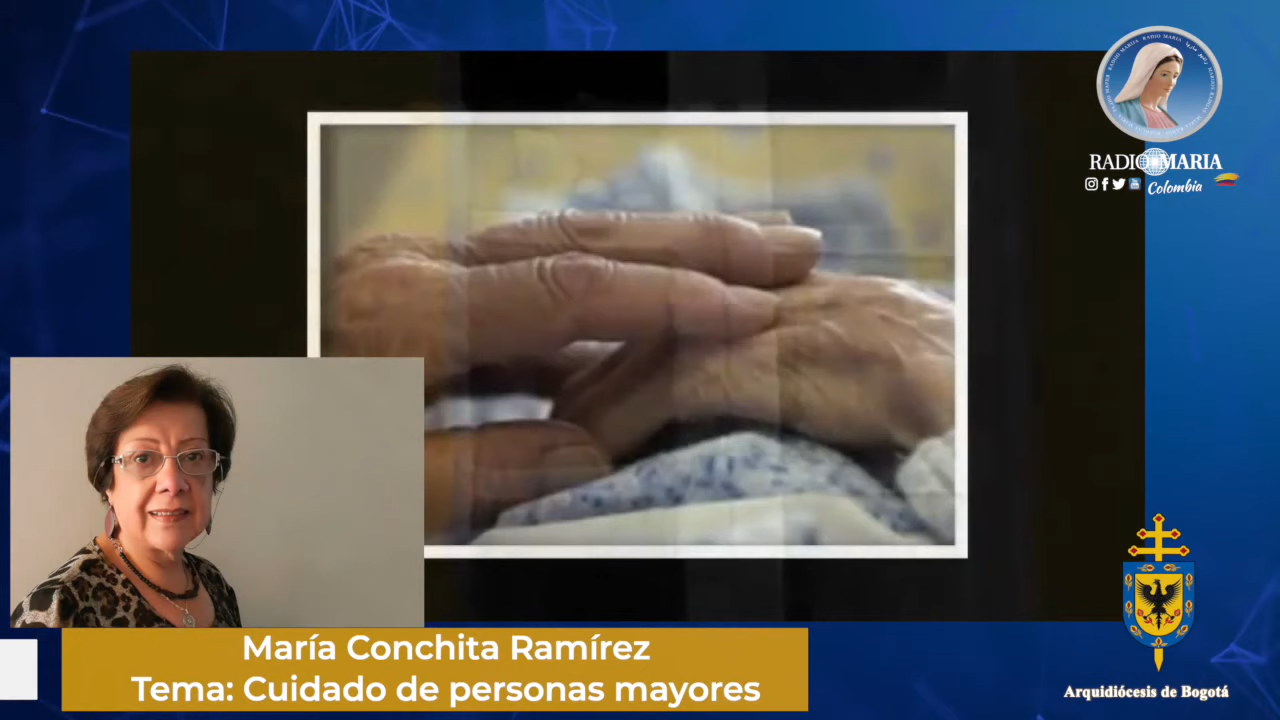 RADIO MARIA
Colombia
María Conchita Ramírez
Tema: Cuidado de personas mayores
Arquidiócesis de Bogotá